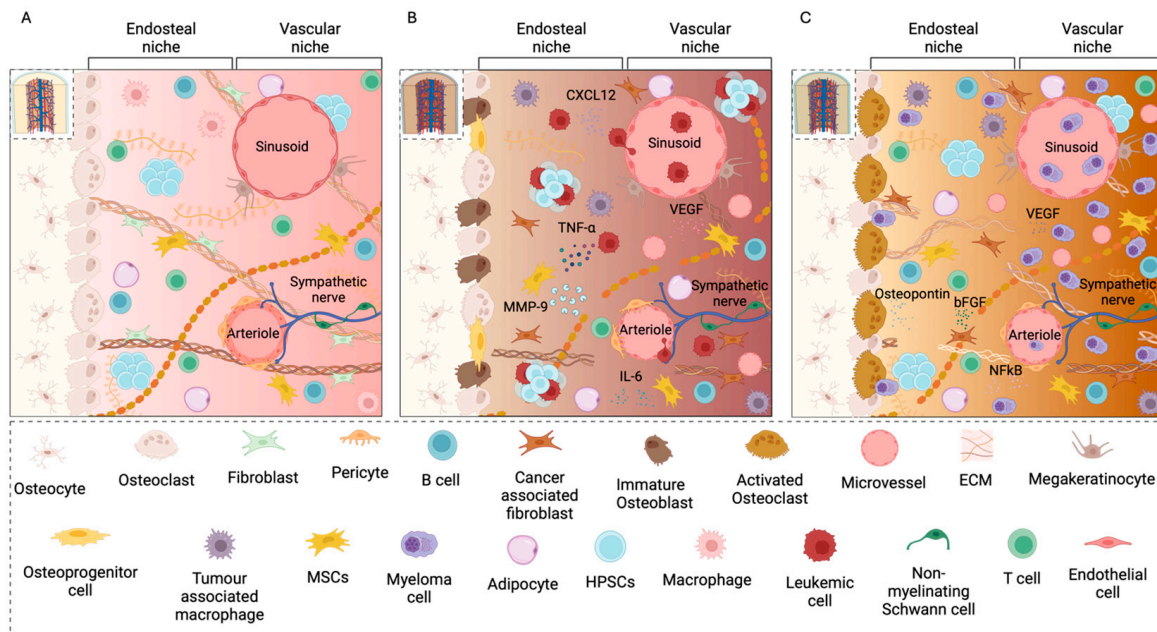 A
Endosteal
niche
Vascular
niche
Sinusoid
Sympathetic
nerve
Arteriole
B
Endosteal
niche
Vascular
niche
CXCL12
Sinusoid
VEGF
TNF-α
MMP-9
Sympathetic
nerve
Arteriole
IL-6
C
Endosteal
niche
Vascular
niche
Sinusoid
VEGF
Osteopontin
bFGF
Sympathetic
nerve
Arteriole
NFkB
Osteocyte
Osteoclast
Fibroblast
Pericyte
B cell
Cancer
associated
fibroblast
Immature
Osteoblast
Activated
Osteoclast
Microvessel
ECM
Megakeratinocyte
Osteoprogenitor
cell
Tumour
associated
macrophage
MSCs
Myeloma
cell
Adipocyte
HPSCs
Macrophage
Leukemic
cell
Non-
myelinating
Schwann cell
T cell
Endothelial
cell